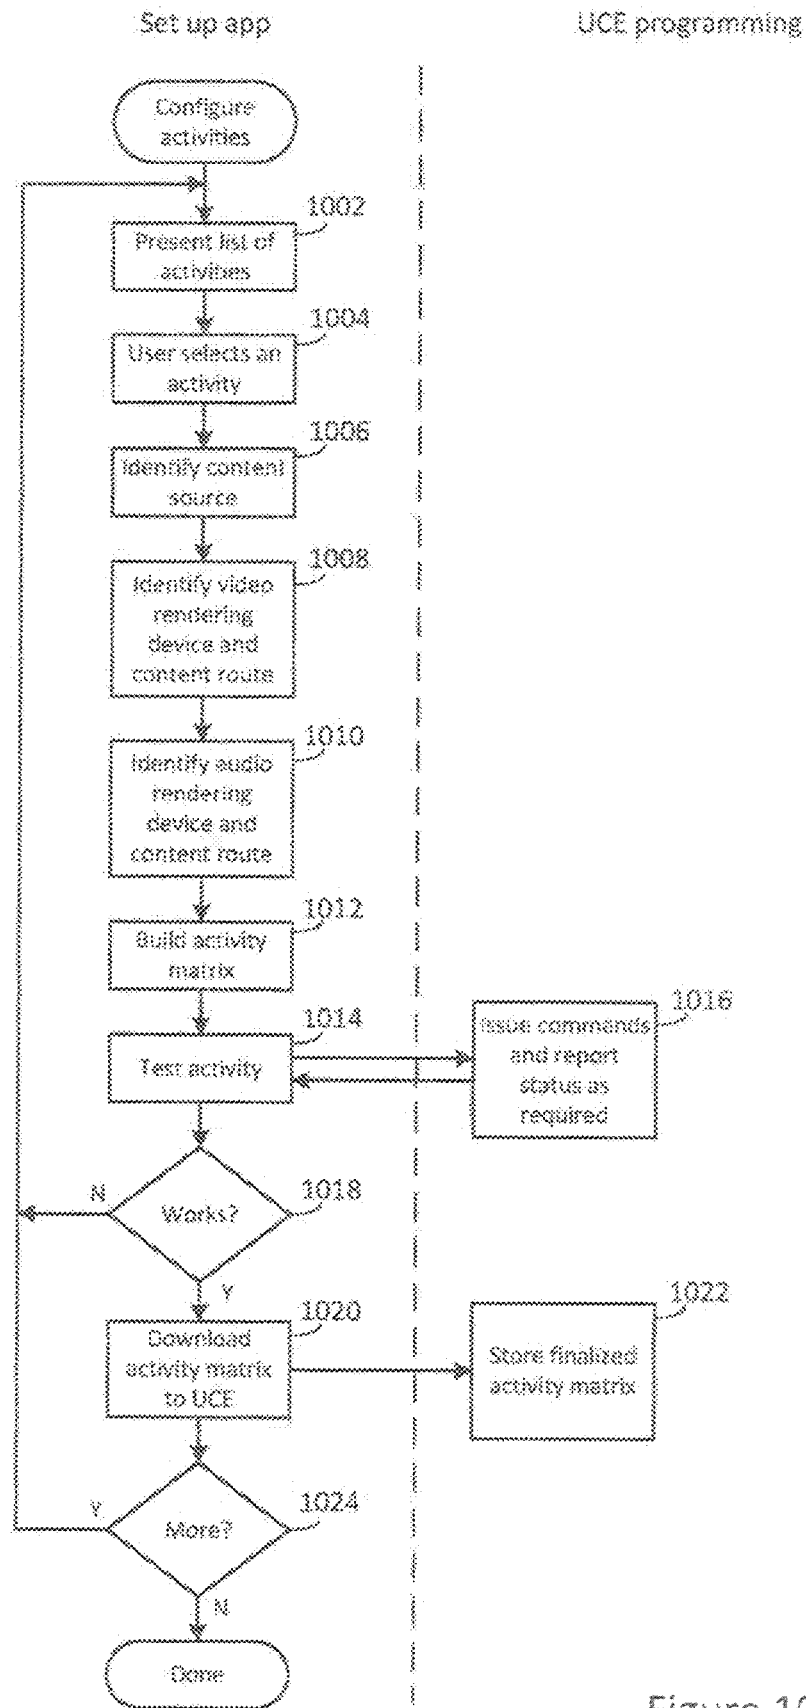 Set up app
UCE programming
Configure
activities
1002
Present list of
activities
1004
User selects an
activity
1006
Identify content
source
1008
Identify video
rendering
device and
content route
1010
Identify audio
rendering
device and
content route
1012
Build activity
matrix
1014
Test activity
1016
Issue commands
and report
status as
required
1018
Works?
N
Y
1020
Download
activity matrix
to UCE
1022
Store finalized
activity matrix
1024
More?
Y
N
Done
Figure 10